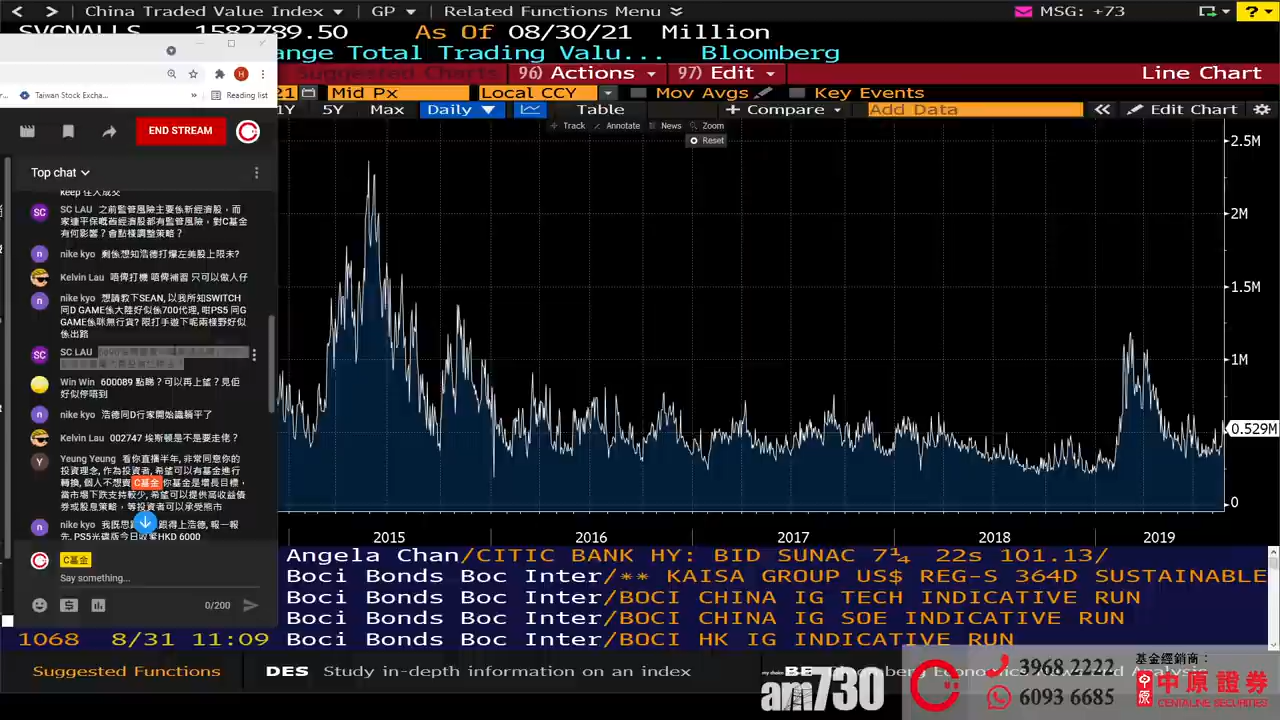 China Traded Value Index GP Related Functions Menu MSG: +73
1582789.50 As Of 08/30/21 Million
ange Total Trading Valu... Bloomberg
Suggested Charts 96) Actions 97) Edit Line Chart
21 Mid Px Local CCY Mov Avgs Key Events
1Y 5Y Max Daily Table + Compare Add Data « Edit Chart
Track Annotate News Zoom
Reset
Taiwan Stock Excha... » Reading list
END STREAM
Top chat
keep 住大成交
SC LAU 之前監管風險主要係新經濟股，而
家連平保嘅舊經濟股都有監管風險，對C基金
有何影響？會點樣調整策略？
nike kyo 剩係想知浩德打爆左美股上限未?
Kelvin Lau 唔俾打機 唔俾補習 只可以做人仔
nike kyo 想請教下SEAN, 以我所知SWITCH
同D GAME係大陸好似係700代理, 咁PS5 同G
GAME係咪無行貨? 限打手遊下呢兩樣野好似
係出路
SC LAU
Win Win 600089 點睇？可以再上望？見佢
好似停唔到
nike kyo 浩德同D行家開始識瞓平了
Kelvin Lau 002747 埃斯頓是不是要走佬？
Yeung Yeung 看你直播半年, 非常同意你的
投資理念, 作為投資者, 希望可以有基金進行
轉換, 個人不想賣 C基金 你基金是增長目標，
當市場下跌支持較少, 希望可以提供高收益債
券或股息策略，等投資者可以承受熊市
nike kyo 我既思 跟得上浩德, 報一報
先, PS5光碟版今日收 HKD 6000
C基金
Say something...
0/200
2.5M
2M
1.5M
1M
0.529M
0
2015 2016 2017 2018 2019
Angela Chan/CITIC BANK HY: BID SUNAC 7¼ 22s 101.13/
Boci Bonds Boc Inter/** KAISA GROUP US$ REG-S 364D SUSTAINABLE
Boci Bonds Boc Inter/BOCI CHINA IG TECH INDICATIVE RUN
Boci Bonds Boc Inter/BOCI CHINA IG SOE INDICATIVE RUN
1068 8/31 11:09 Boci Bonds Boc Inter/BOCI HK IG INDICATIVE RUN
Suggested Functions DES Study in-depth information on an index
am730
3968 2222
6093 6685
基金經銷商：
中原證券
CENTALINE SECURITIES